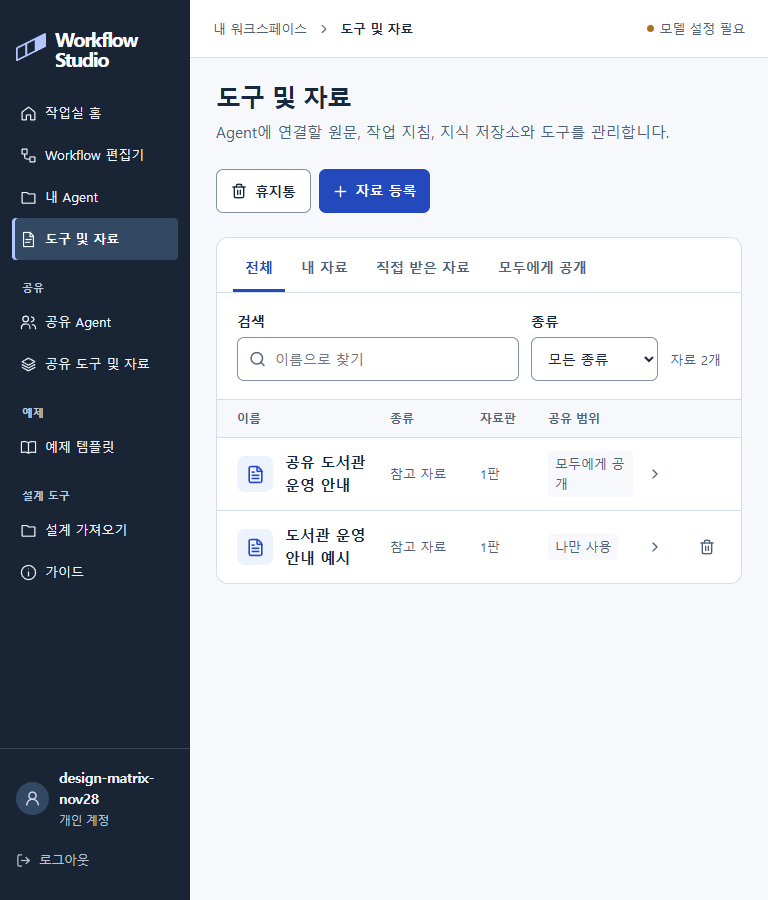 Workflow
Studio
작업실 홈
Workflow 편집기
내 Agent
도구 및 자료
공유
공유 Agent
공유 도구 및 자료
예제
예제 템플릿
설계 도구
설계 가져오기
가이드
design-matrix-
nov28
개인 계정
로그아웃
내 워크스페이스 > 도구 및 자료
모델 설정 필요
도구 및 자료
Agent에 연결할 원문, 작업 지침, 지식 저장소와 도구를 관리합니다.
휴지통
+ 자료 등록
전체 내 자료 직접 받은 자료 모두에게 공개
검색 종류
이름으로 찾기 모든 종류 자료 2개
이름 종류 자료판 공유 범위
공유 도서관
운영 안내
참고 자료
1판
모두에게 공
개
도서관 운영
안내 예시
참고 자료
1판
나만 사용